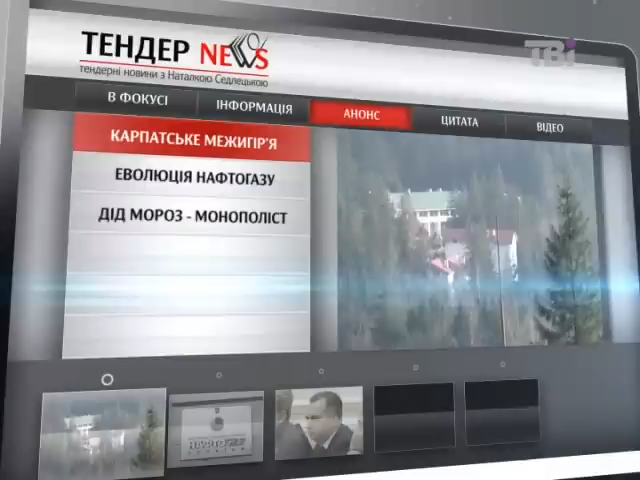 ТЕНДЕР NEWS
тендерні новини з Наталкою Седлецькою
ТВі
В ФОКУСІ
ІНФОРМАЦІЯ
АНОНС
ЦИТАТА
ВІДЕО
КАРПАТСЬКЕ МЕЖИГІР'Я
ЕВОЛЮЦІЯ НАФТОГАЗУ
ДІД МОРОЗ - МОНОПОЛІСТ